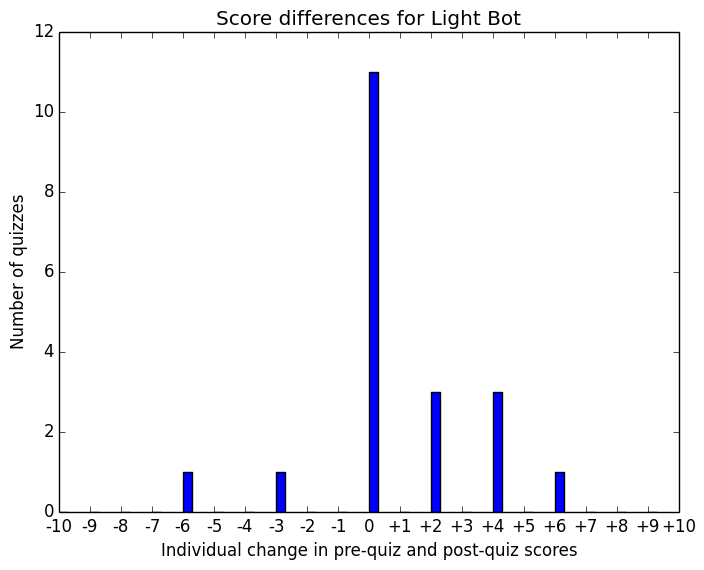 Score differences for Light Bot
12
10
8
6
4
2
0
-10 -9 -8 -7 -6 -5 -4 -3 -2 -1 0 +1 +2 +3 +4 +5 +6 +7 +8 +9 +10
Individual change in pre-quiz and post-quiz scores
Number of quizzes